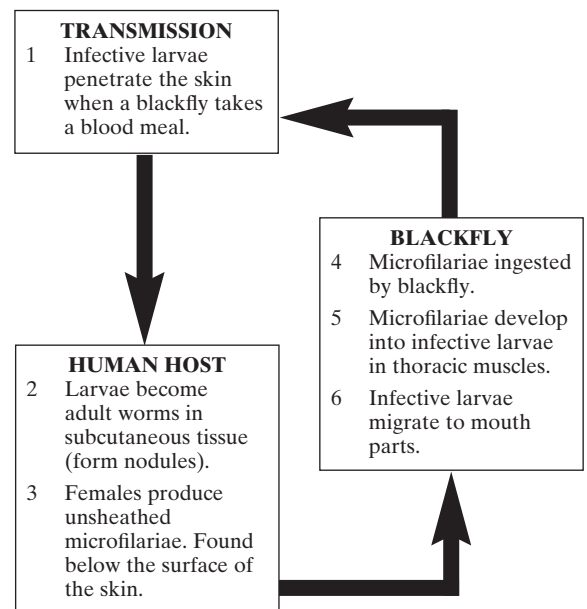 TRANSMISSION
1 Infective larvae
penetrate the skin
when a blackfly takes
a blood meal.
HUMAN HOST
2 Larvae become
adult worms in
subcutaneous tissue
(form nodules).
3 Females produce
unsheathed
microfilariae. Found
below the surface of
the skin.
BLACKFLY
4 Microfilariae ingested
by blackfly.
5 Microfilariae develop
into infective larvae
in thoracic muscles.
6 Infective larvae
migrate to mouth
parts.